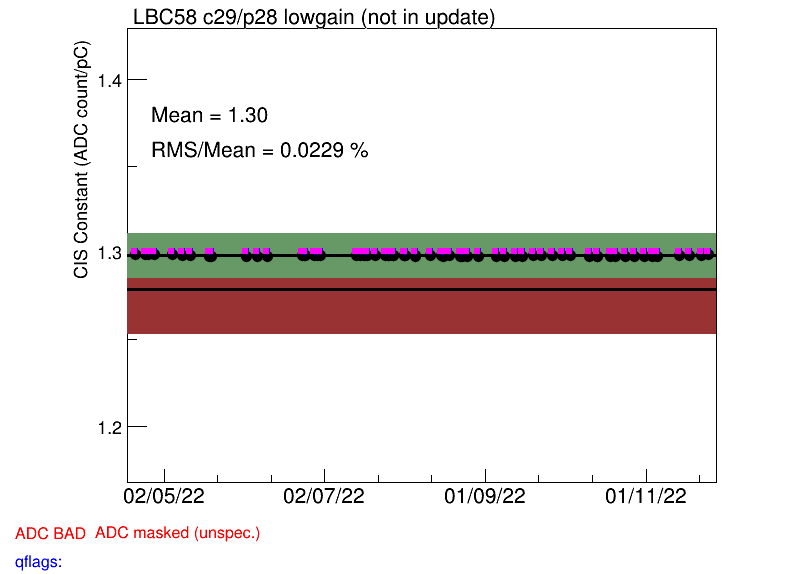 LBC58 c29/p28 lowgain (not in update)
CIS Constant (ADC count/pC)
1.4
Mean = 1.30
RMS/Mean = 0.0229 %
1.3
1.2
02/05/22 02/07/22 01/09/22 01/11/22
ADC BAD ADC masked (unspec.)
qflags: